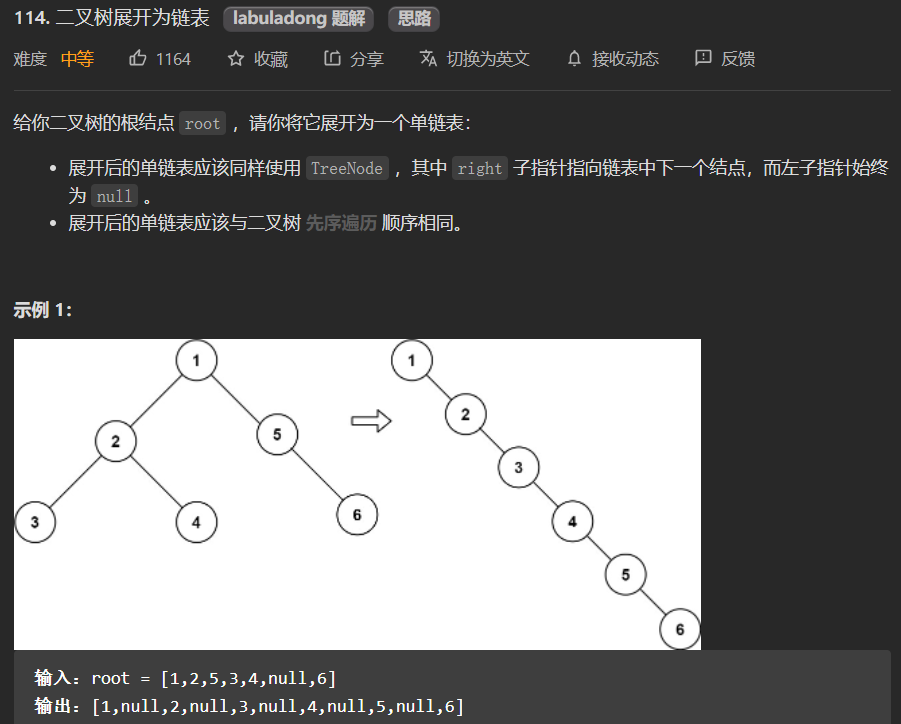 114. 二叉树展开为链表 labuladong 题解 思路
难度 中等 1164 收藏 分享 切换为英文 接收动态 反馈
给你二叉树的根结点 root ，请你将它展开为一个单链表：
• 展开后的单链表应该同样使用 TreeNode ，其中 right 子指针指向链表中下一个结点，而左子指针始终
为 null 。
• 展开后的单链表应该与二叉树 先序遍历 顺序相同。
示例 1：
1 1
2 5 2
3 4 6 3
4
5
6
输入：root = [1,2,5,3,4,null,6]
输出：[1,null,2,null,3,null,4,null,5,null,6]